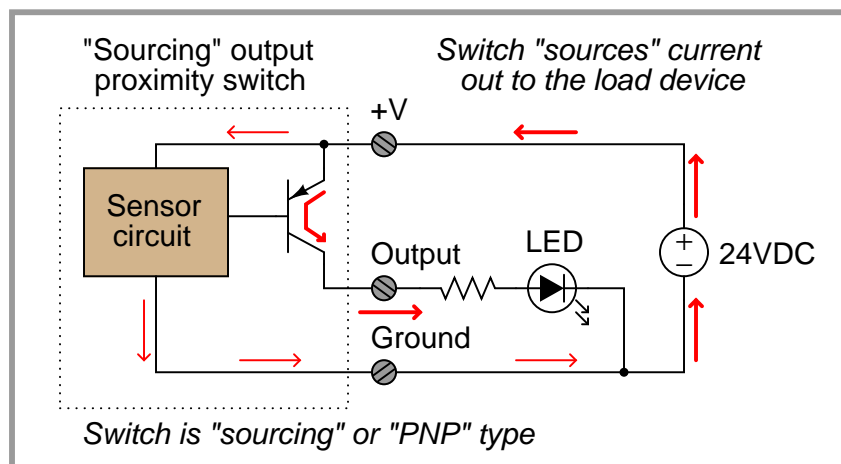 "Sourcing" output
proximity switch
Switch "sources" current
out to the load device
+V
Sensor
circuit
Output
LED
+
−
24VDC
Ground
Switch is "sourcing" or "PNP" type